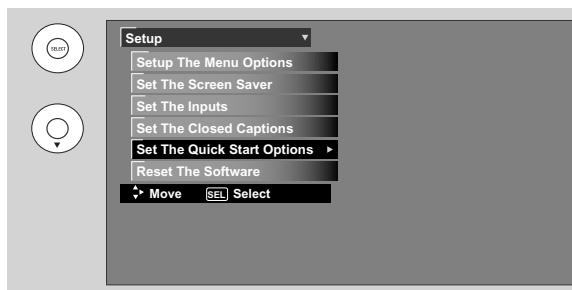 SELECT
Setup
Setup The Menu Options
Set The Screen Saver
Set The Inputs
Set The Closed Captions
Set The Quick Start Options
Reset The Software
Move SEL Select